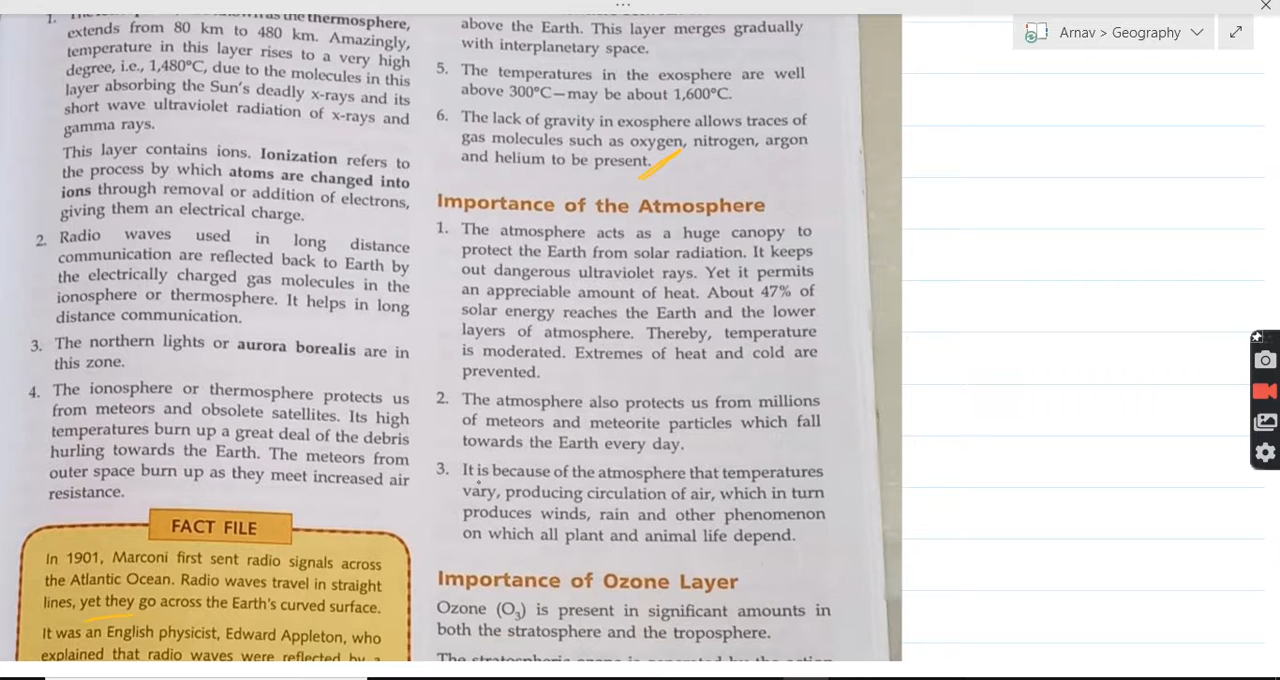 Arnav > Geography
1. The thermosphere,
extends from 80 km to 480 km. Amazingly,
temperature in this layer rises to a very high
degree, i.e., 1,480°C, due to the molecules in this
layer absorbing the Sun's deadly x-rays and its
short wave ultraviolet radiation of x-rays and
gamma rays.
This layer contains ions. Ionization refers to
the process by which atoms are changed into
ions through removal or addition of electrons,
giving them an electrical charge.
2. Radio waves used in long distance
communication are reflected back to Earth by
the electrically charged gas molecules in the
ionosphere or thermosphere. It helps in long
distance communication.
3. The northern lights or aurora borealis are in
this zone.
4. The ionosphere or thermosphere protects us
from meteors and obsolete satellites. Its high
temperatures burn up a great deal of the debris
hurling towards the Earth. The meteors from
outer space burn up as they meet increased air
resistance.
FACT FILE
In 1901, Marconi first sent radio signals across
the Atlantic Ocean. Radio waves travel in straight
lines, yet they go across the Earth's curved surface.
It was an English physicist, Edward Appleton, who
explained that radio waves were reflected by a
above the Earth. This layer merges gradually
with interplanetary space.
5. The temperatures in the exosphere are well
above 300°C—may be about 1,600°C.
6. The lack of gravity in exosphere allows traces of
gas molecules such as oxygen, nitrogen, argon
and helium to be present.
Importance of the Atmosphere
1. The atmosphere acts as a huge canopy to
protect the Earth from solar radiation. It keeps
out dangerous ultraviolet rays. Yet it permits
an appreciable amount of heat. About 47% of
solar energy reaches the Earth and the lower
layers of atmosphere. Thereby, temperature
is moderated. Extremes of heat and cold are
prevented.
2. The atmosphere also protects us from millions
of meteors and meteorite particles which fall
towards the Earth every day.
3. It is because of the atmosphere that temperatures
vary, producing circulation of air, which in turn
produces winds, rain and other phenomenon
on which all plant and animal life depend.
Importance of Ozone Layer
Ozone (O₃) is present in significant amounts in
both the stratosphere and the troposphere.